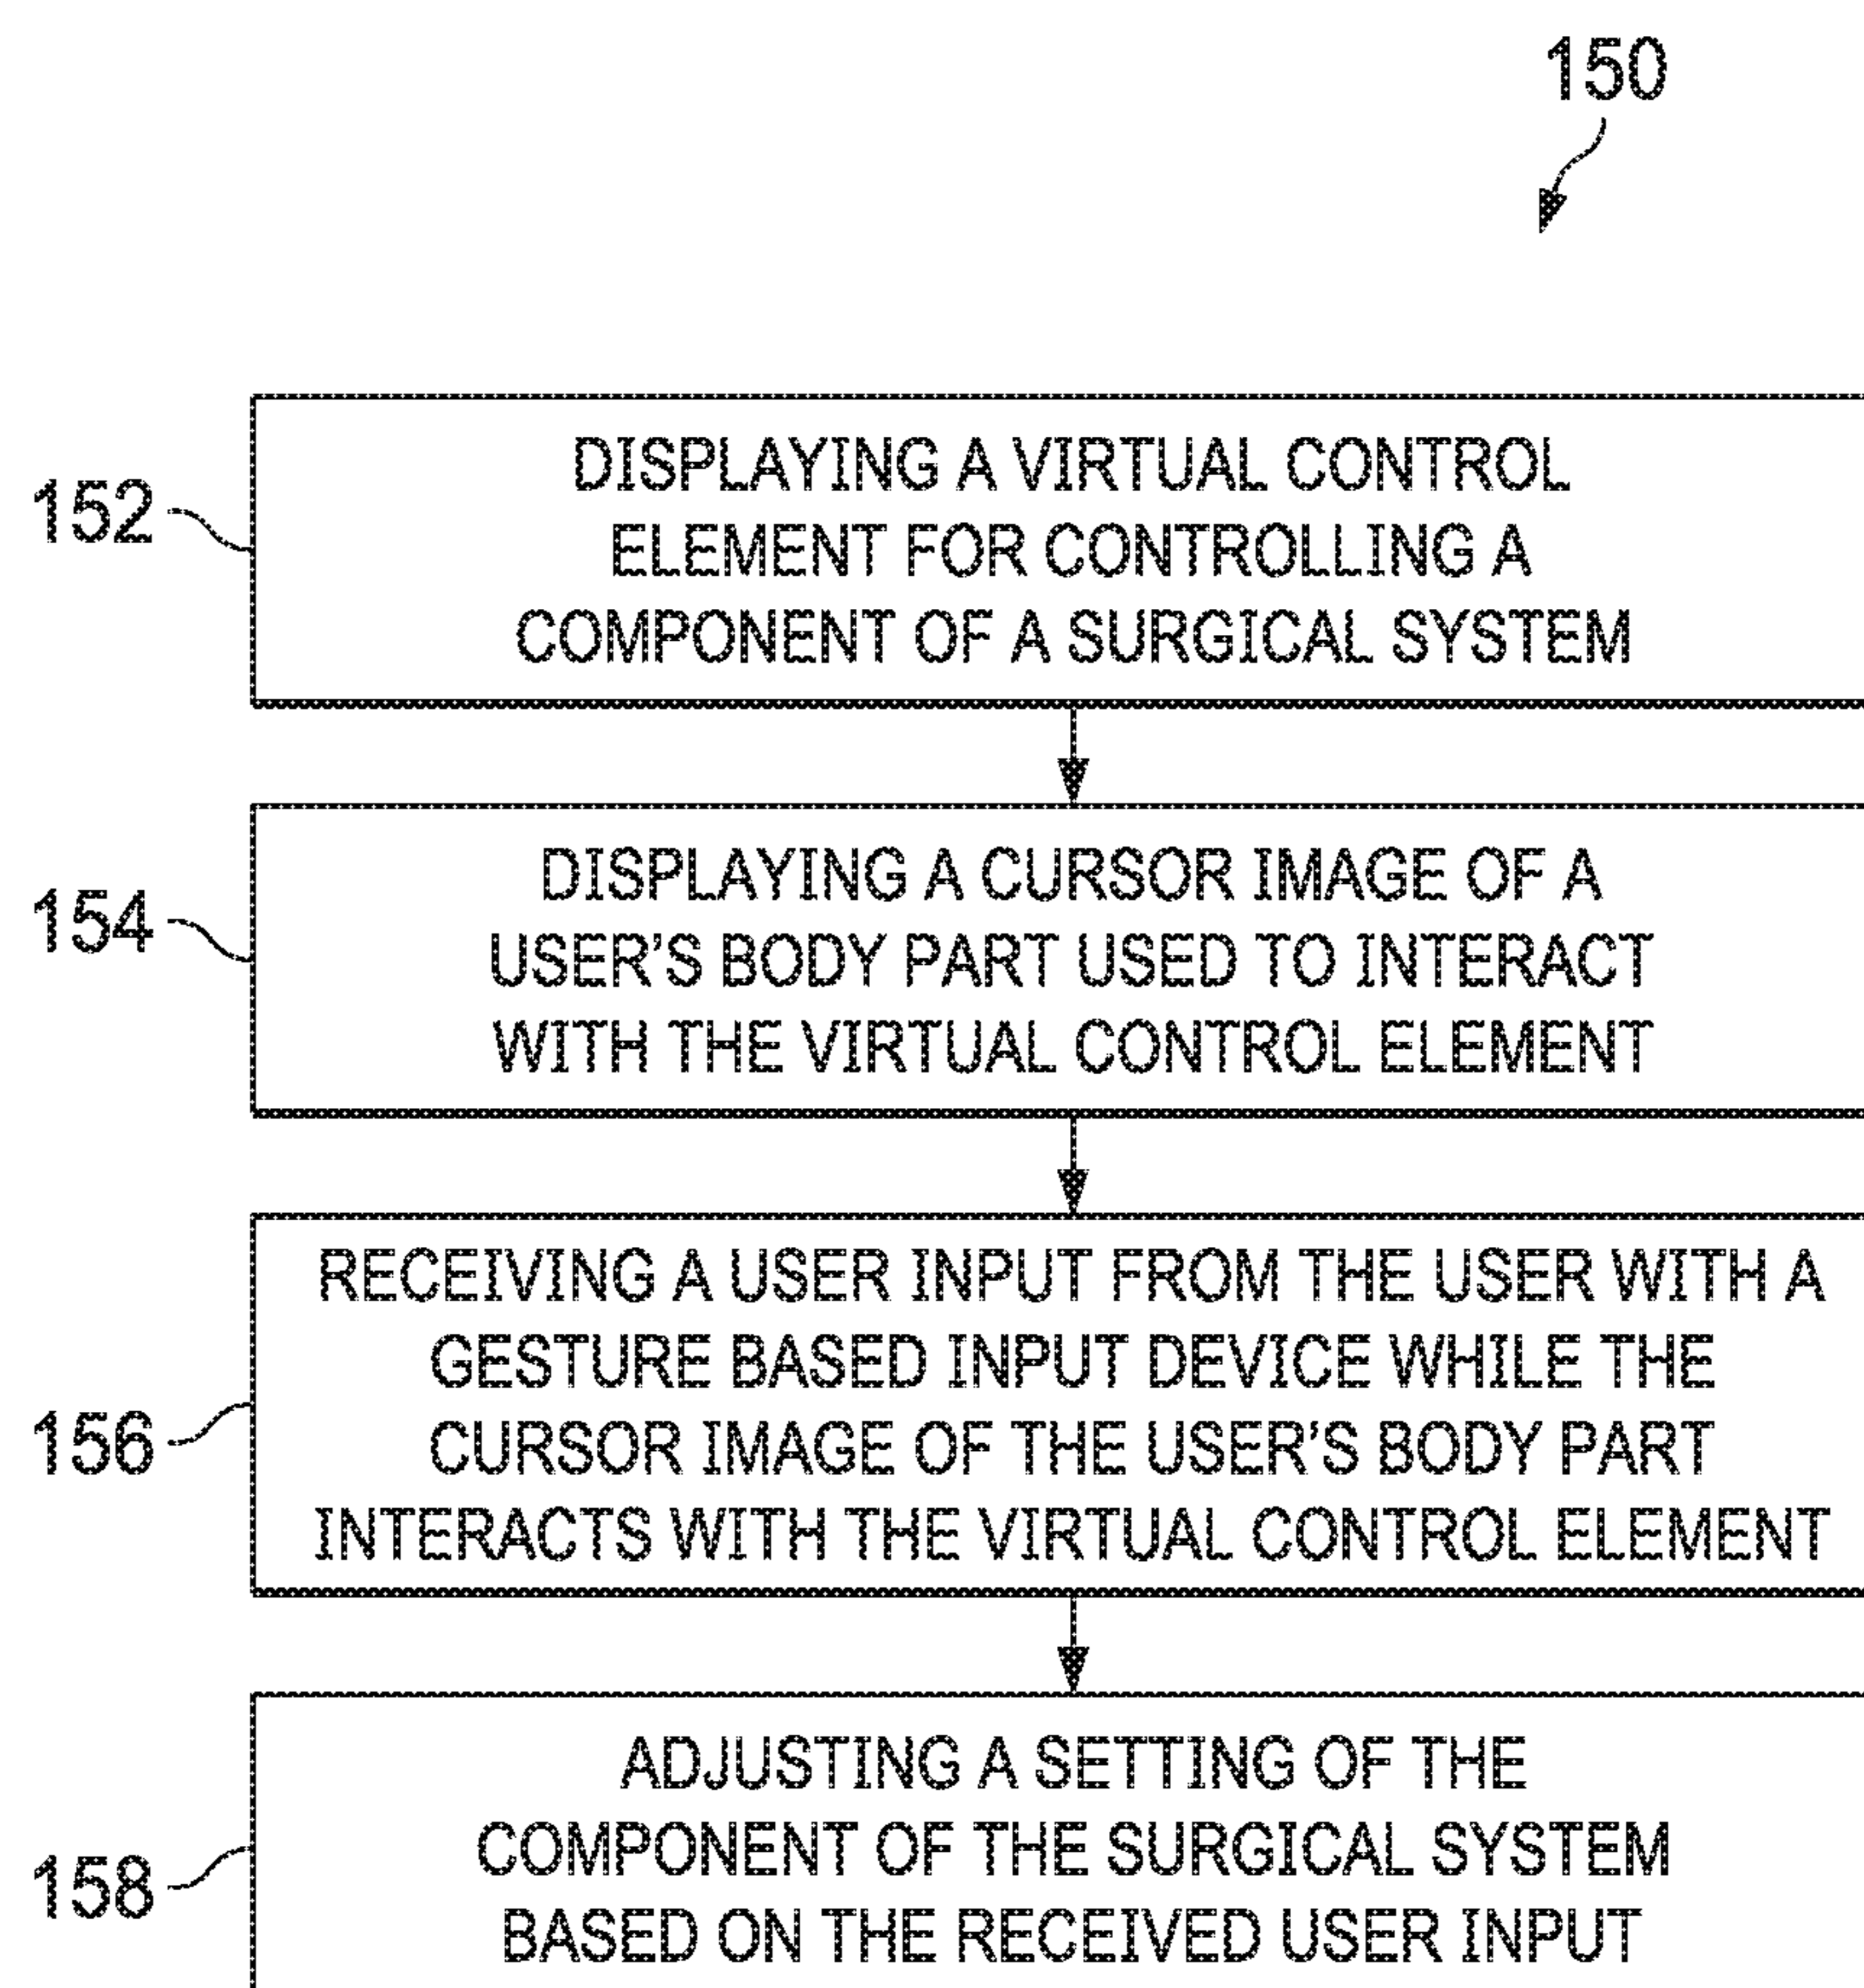 150
152
DISPLAYING A VIRTUAL CONTROL
ELEMENT FOR CONTROLLING A
COMPONENT OF A SURGICAL SYSTEM
154
DISPLAYING A CURSOR IMAGE OF A
USER'S BODY PART USED TO INTERACT
WITH THE VIRTUAL CONTROL ELEMENT
156
RECEIVING A USER INPUT FROM THE USER WITH A
GESTURE BASED INPUT DEVICE WHILE THE
CURSOR IMAGE OF THE USER'S BODY PART
INTERACTS WITH THE VIRTUAL CONTROL ELEMENT
158
ADJUSTING A SETTING OF THE
COMPONENT OF THE SURGICAL SYSTEM
BASED ON THE RECEIVED USER INPUT